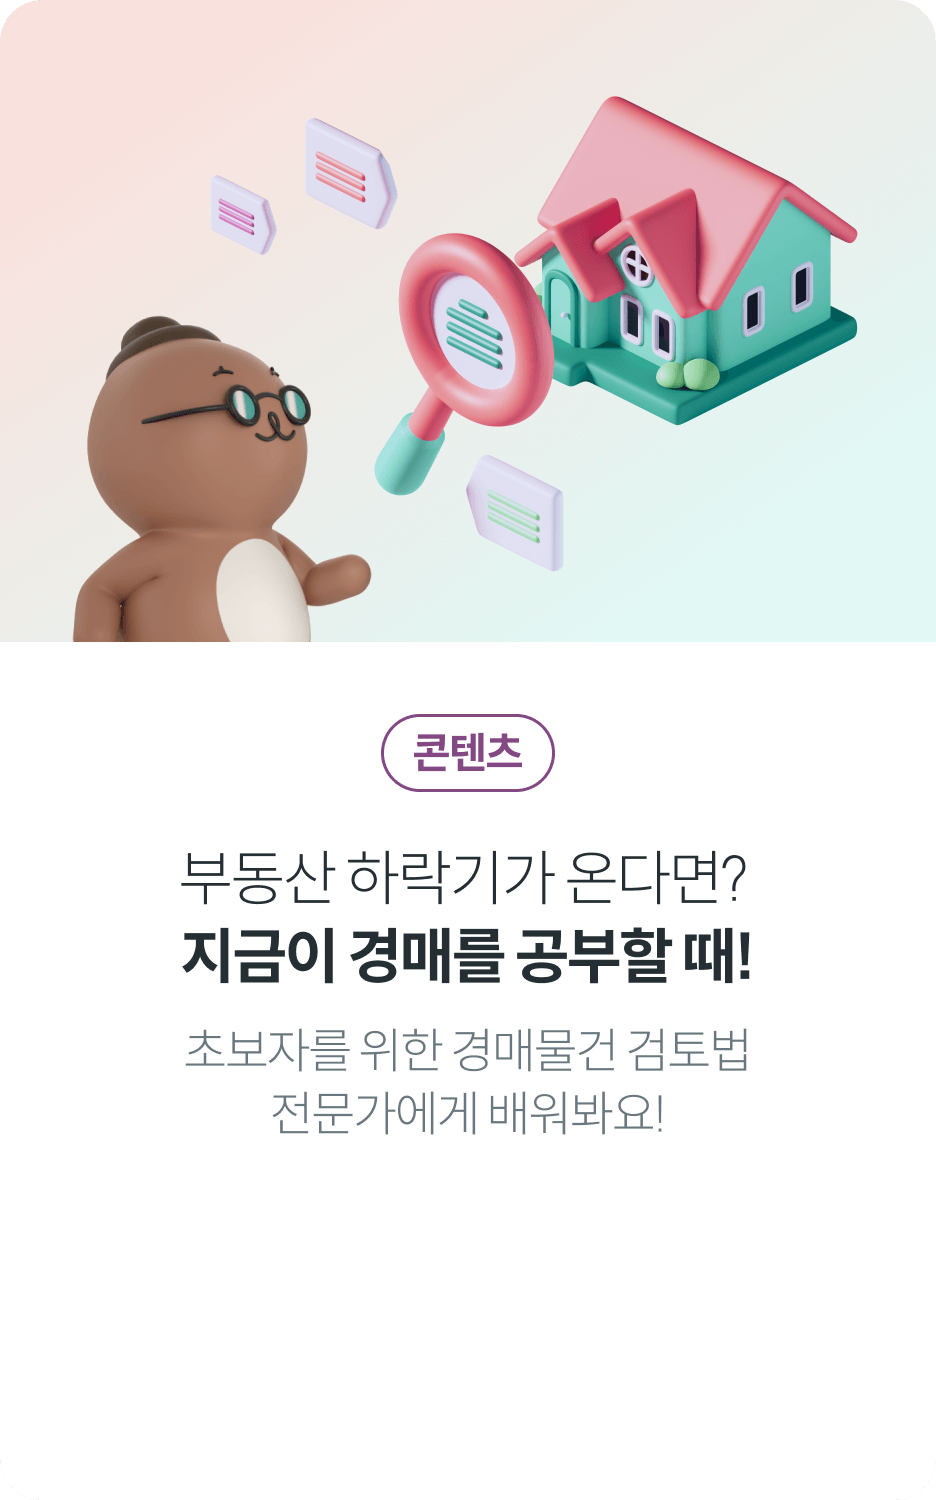 콘텐츠
부동산 하락기가 온다면?
지금이 경매를 공부할 때!
초보자를 위한 경매물건 검토법
전문가에게 배워봐요!